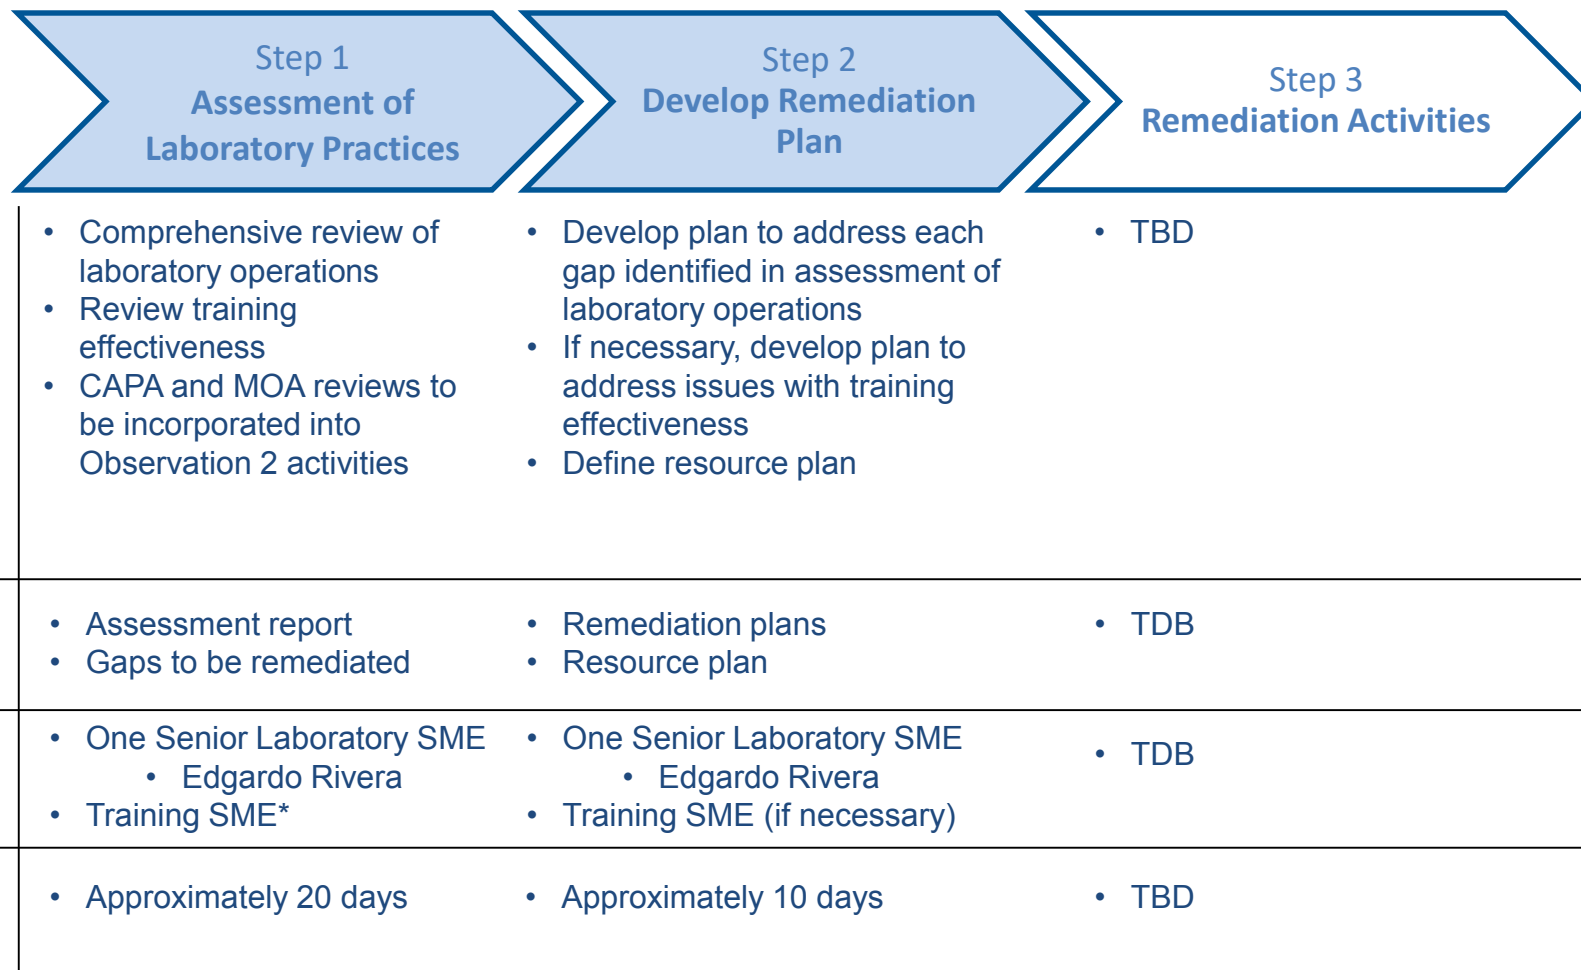 Step 1
Assessment of
Laboratory Practices
Step 2
Develop Remediation
Plan
Step 3
Remediation Activities
• Comprehensive review of
laboratory operations
• Review training
effectiveness
• CAPA and MOA reviews to
be incorporated into
Observation 2 activities
• Develop plan to address each
gap identified in assessment of
laboratory operations
• If necessary, develop plan to
address issues with training
effectiveness
• Define resource plan
• TBD
• Assessment report
• Gaps to be remediated
• Remediation plans
• Resource plan
• TDB
• One Senior Laboratory SME
• Edgardo Rivera
• Training SME*
• One Senior Laboratory SME
• Edgardo Rivera
• Training SME (if necessary)
• TDB
• Approximately 20 days
• Approximately 10 days
• TBD